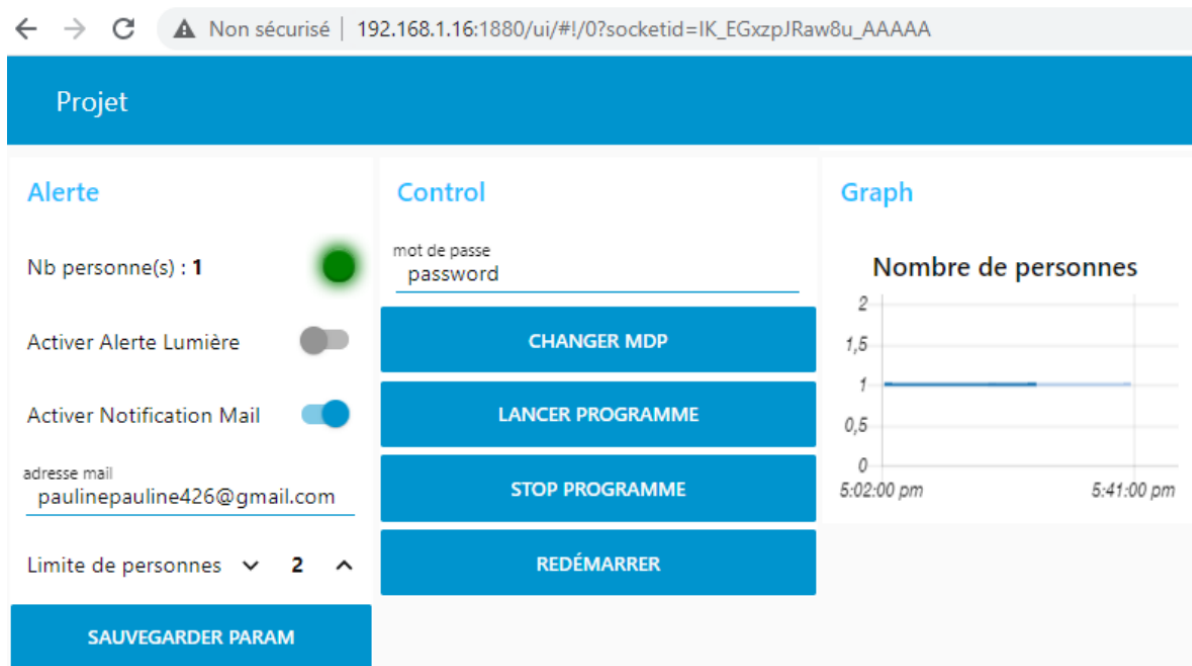 Non sécurisé | 192.168.1.16:1880/ui/#!/0?socketid=IK_EGxzpJRaw8u_AAAAA
Projet
Alerte
Nb personne(s) : 1
Activer Alerte Lumière
Activer Notification Mail
adresse mail
paulinepauline426@gmail.com
Limite de personnes 2
SAUVEGARDER PARAM
Control
mot de passe
password
CHANGER MDP
LANCER PROGRAMME
STOP PROGRAMME
REDÉMARRER
Graph
Nombre de personnes
2
1,5
1
0,5
0
5:02:00 pm 5:41:00 pm